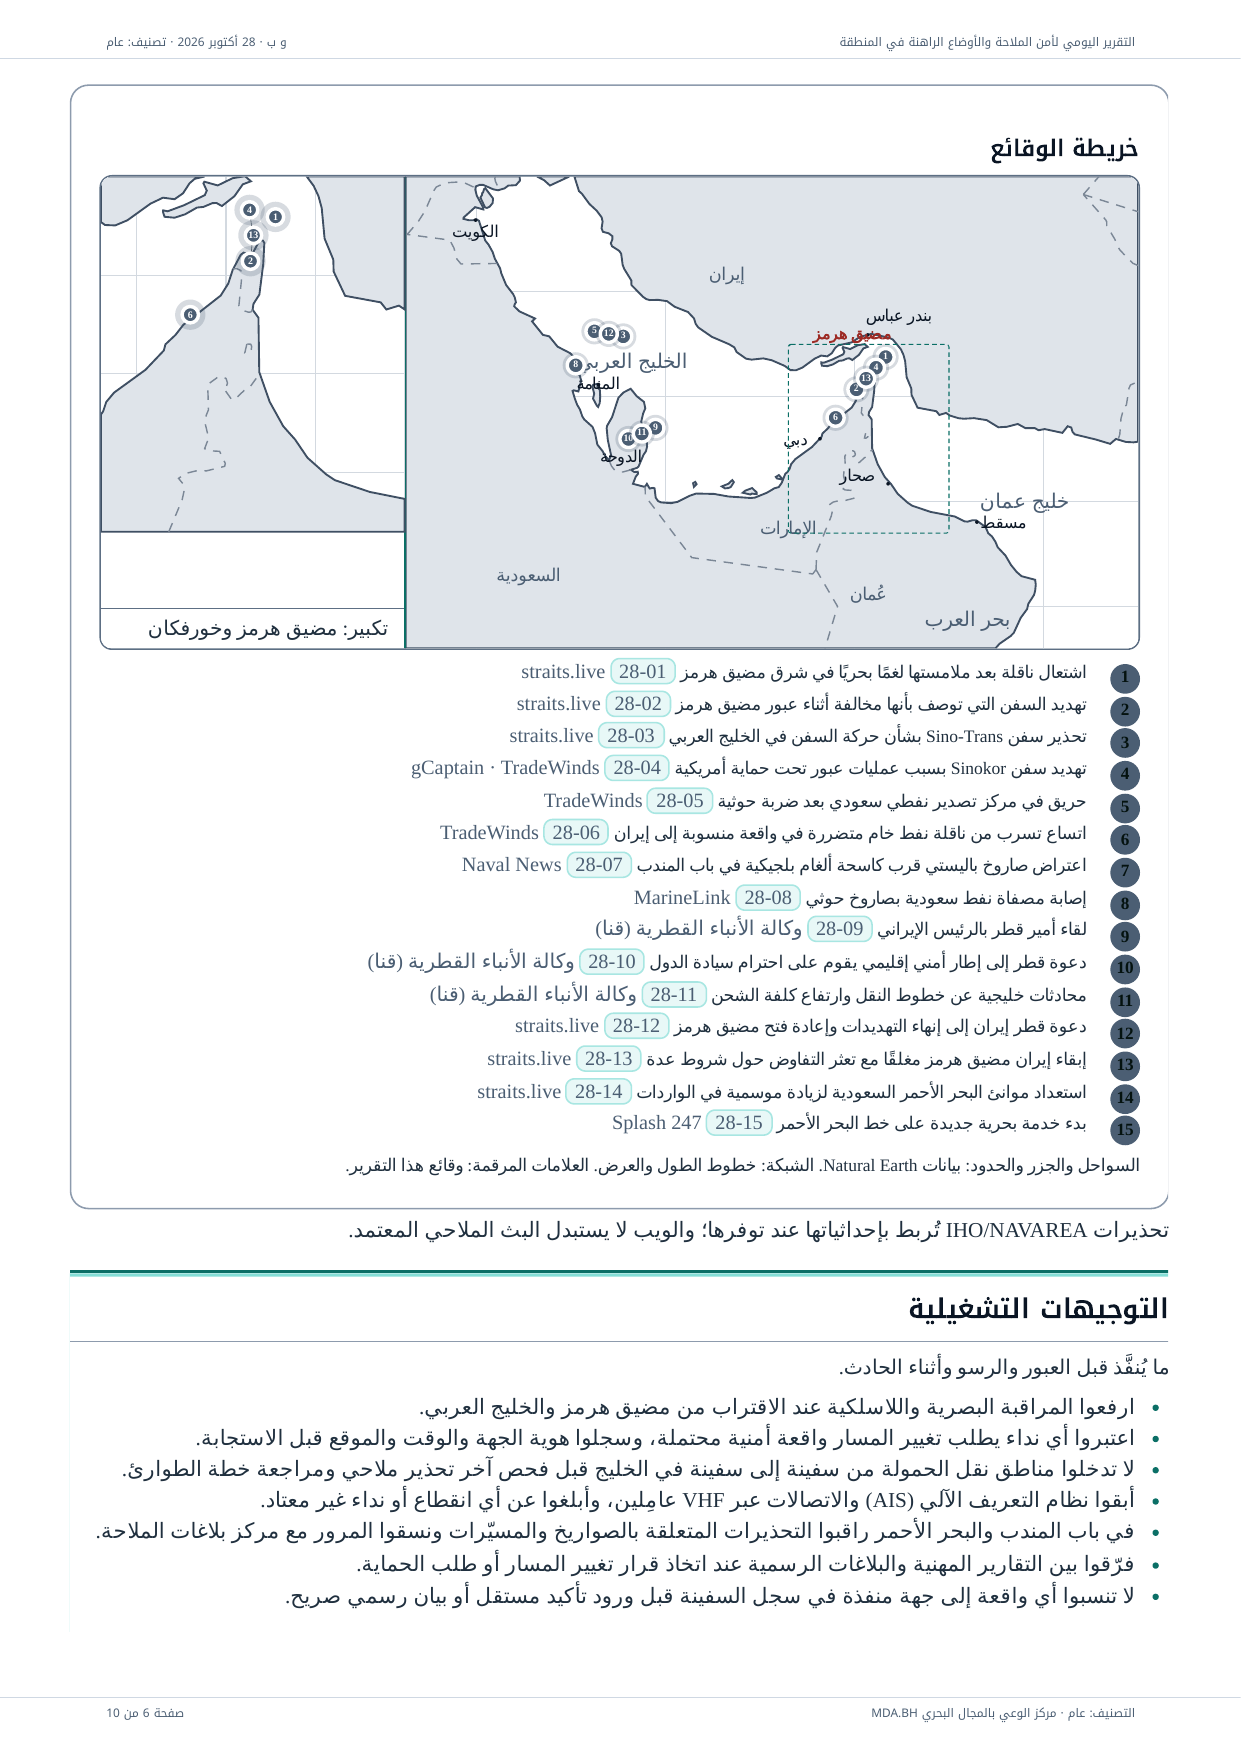 التقرير اليومي لأمن الملاحة والأوضاع الراهنة في المنطقة
و ب · 28 أكتوبر 2026 · تصنيف: عام
خريطة الوقائع
الكويت
إيران
بندر عباس
مضيق هرمز
الخليج العربي
المنامة
الدوحة
دبي
صحار
خليج عمان
مسقط
الإمارات
السعودية
عُمان
بحر العرب
1
4
13
2
6
5
12
3
8
9
11
10
4
1
13
2
6
تكبير: مضيق هرمز وخورفكان
1 اشتعال ناقلة بعد ملامستها لغمًا بحريًا في شرق مضيق هرمز 28-01 straits.live
2 تهديد السفن التي توصف بأنها مخالفة أثناء عبور مضيق هرمز 28-02 straits.live
3 تحذير سفن Sino-Trans بشأن حركة السفن في الخليج العربي 28-03 straits.live
4 تهديد سفن Sinokor بسبب عمليات عبور تحت حماية أمريكية 28-04 gCaptain · TradeWinds
5 حريق في مركز تصدير نفطي سعودي بعد ضربة حوثية 28-05 TradeWinds
6 اتساع تسرب من ناقلة نفط خام متضررة في واقعة منسوبة إلى إيران 28-06 TradeWinds
7 اعتراض صاروخ باليستي قرب كاسحة ألغام بلجيكية في باب المندب 28-07 Naval News
8 إصابة مصفاة نفط سعودية بصاروخ حوثي 28-08 MarineLink
9 لقاء أمير قطر بالرئيس الإيراني 28-09 وكالة الأنباء القطرية (قنا)
10 دعوة قطر إلى إطار أمني إقليمي يقوم على احترام سيادة الدول 28-10 وكالة الأنباء القطرية (قنا)
11 محادثات خليجية عن خطوط النقل وارتفاع كلفة الشحن 28-11 وكالة الأنباء القطرية (قنا)
12 دعوة قطر إيران إلى إنهاء التهديدات وإعادة فتح مضيق هرمز 28-12 straits.live
13 إبقاء إيران مضيق هرمز مغلقًا مع تعثر التفاوض حول شروط عدة 28-13 straits.live
14 استعداد موانئ البحر الأحمر السعودية لزيادة موسمية في الواردات 28-14 straits.live
15 بدء خدمة بحرية جديدة على خط البحر الأحمر 28-15 Splash 247
السواحل والجزر والحدود: بيانات Natural Earth. الشبكة: خطوط الطول والعرض. العلامات المرقمة: وقائع هذا التقرير.
تحذيرات IHO/NAVAREA تُربط بإحداثياتها عند توفرها؛ والويب لا يستبدل البث الملاحي المعتمد.
التوجيهات التشغيلية
ما يُنفَّذ قبل العبور والرسو وأثناء الحادث.
• ارفعوا المراقبة البصرية واللاسلكية عند الاقتراب من مضيق هرمز والخليج العربي.
• اعتبروا أي نداء يطلب تغيير المسار واقعة أمنية محتملة، وسجلوا هوية الجهة والوقت والموقع قبل الاستجابة.
• لا تدخلوا مناطق نقل الحمولة من سفينة إلى سفينة في الخليج قبل فحص آخر تحذير ملاحي ومراجعة خطة الطوارئ.
• أبقوا نظام التعريف الآلي (AIS) والاتصالات عبر VHF عامِلين، وأبلغوا عن أي انقطاع أو نداء غير معتاد.
• في باب المندب والبحر الأحمر راقبوا التحذيرات المتعلقة بالصواريخ والمسيّرات ونسقوا المرور مع مركز بلاغات الملاحة.
• فرّقوا بين التقارير المهنية والبلاغات الرسمية عند اتخاذ قرار تغيير المسار أو طلب الحماية.
• لا تنسبوا أي واقعة إلى جهة منفذة في سجل السفينة قبل ورود تأكيد مستقل أو بيان رسمي صريح.
التصنيف: عام · مركز الوعي بالمجال البحري MDA.BH
صفحة 6 من 10